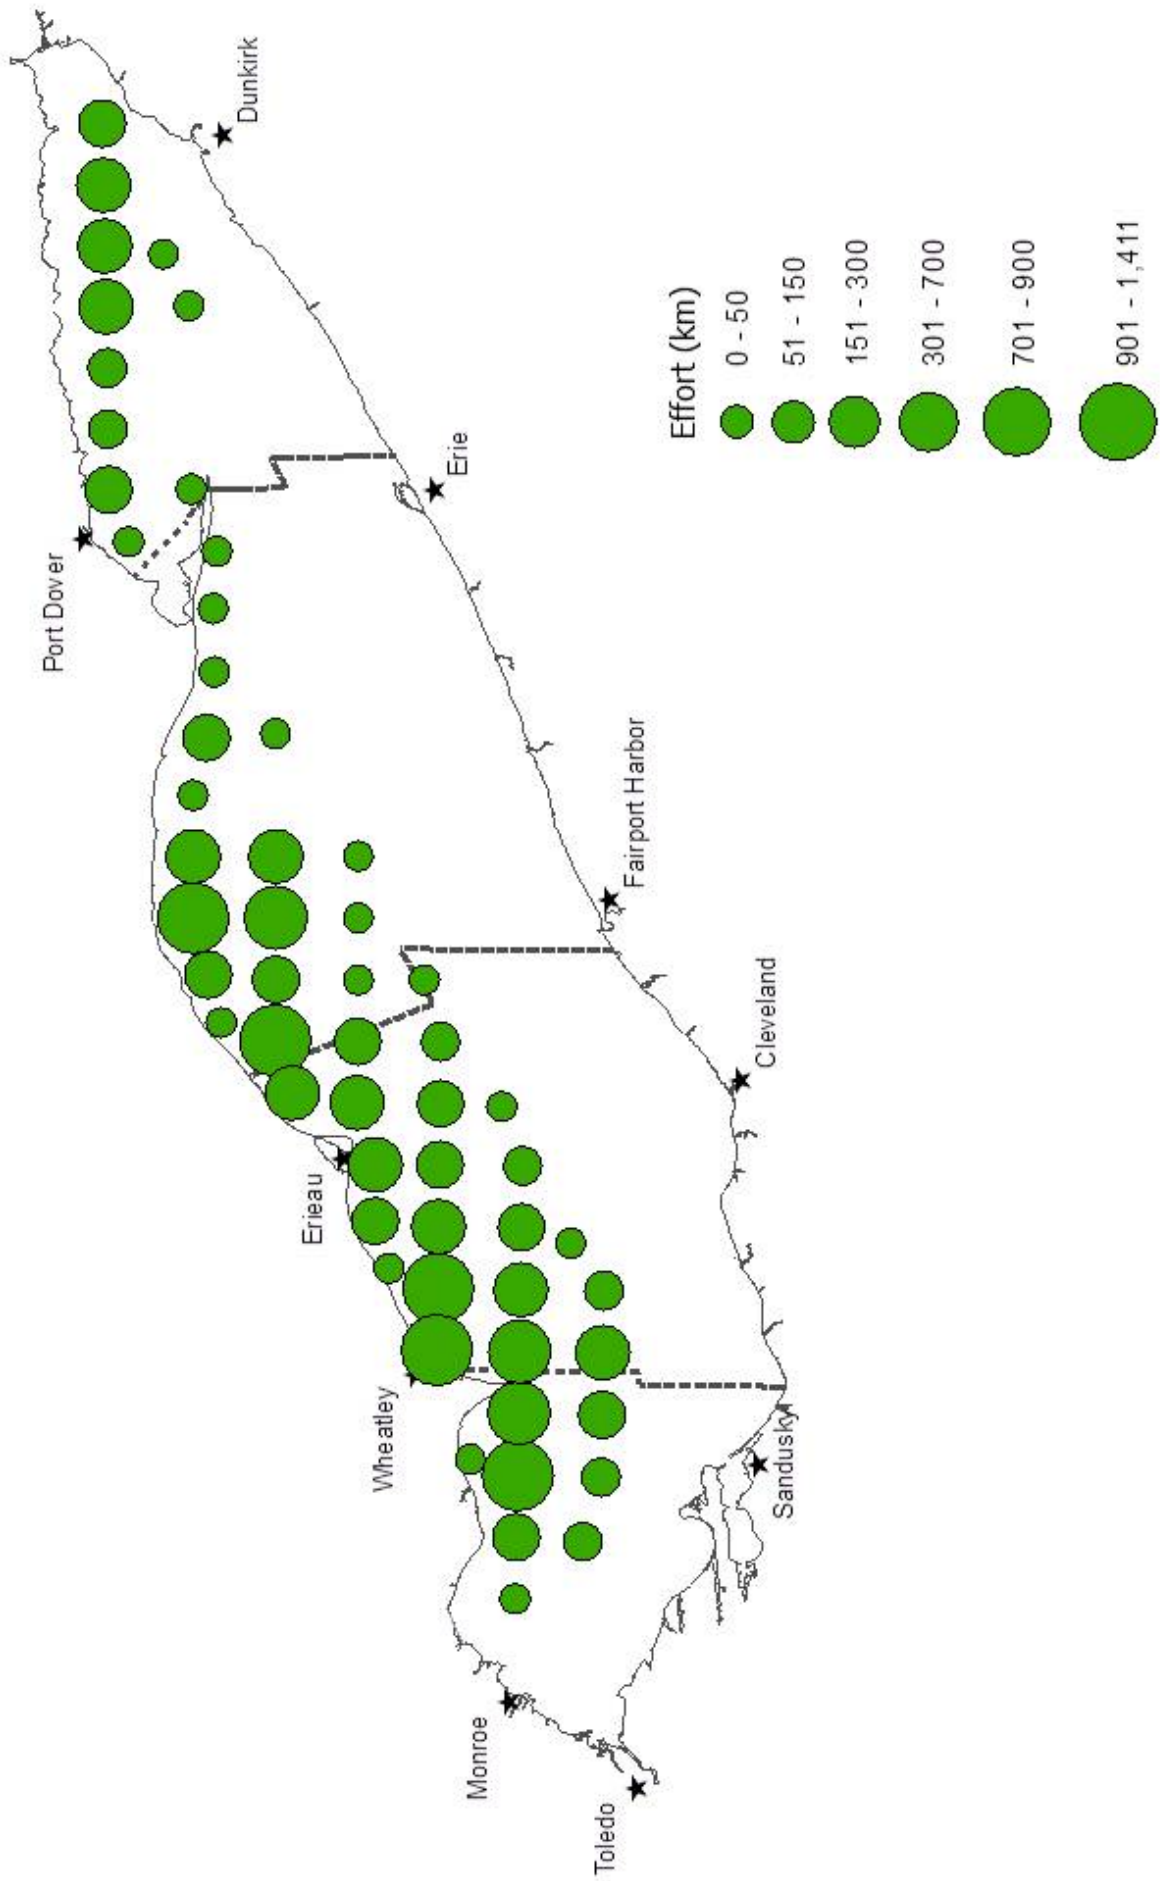 Dunkirk
Port Dover
Erie
Fairport Harbor
Erieau
Cleveland
Wheatley
Sandusky
Monroe
Toledo
Effort (km)
0 - 50
51 - 150
151 - 300
301 - 700
701 - 900
901 - 1,411